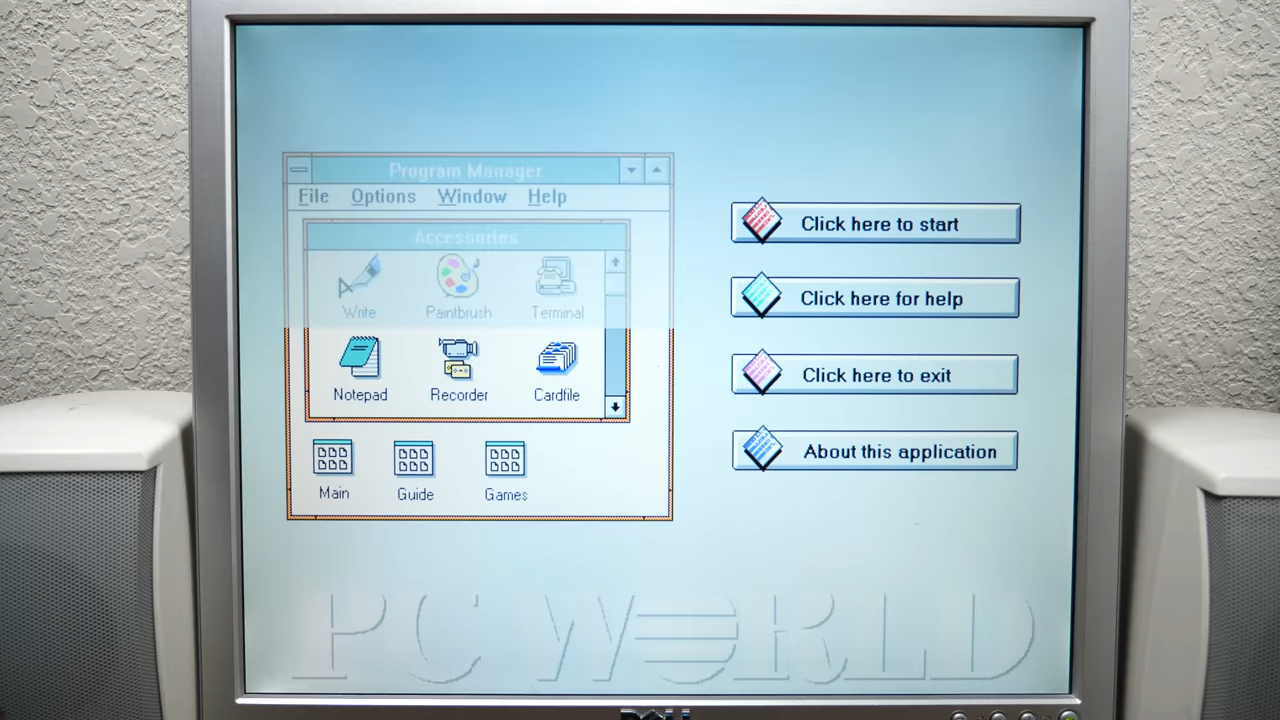 Program Manager
File Options Window Help
Accessories
Write Paintbrush Terminal
Notepad Recorder Cardfile
Main Guide Games
Click here to start
Click here for help
Click here to exit
About this application
PC WORLD
DELL